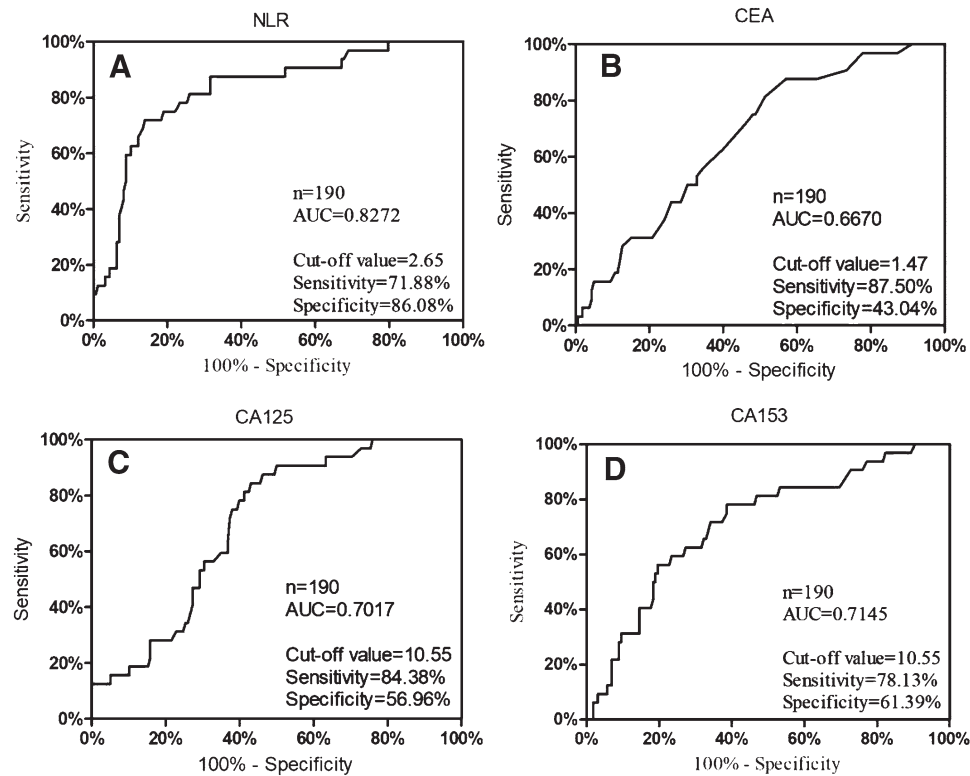 NLR
A
100%
80%
60%
40%
20%
0%
Sensitivity
n=190
AUC=0.8272
Cut-off value=2.65
Sensitivity=71.88%
Specificity=86.08%
0% 20% 40% 60% 80% 100%
100% - Specificity
CEA
B
100%
80%
60%
40%
20%
0%
Sensitivity
n=190
AUC=0.6670
Cut-off value=1.47
Sensitivity=87.50%
Specificity=43.04%
0% 20% 40% 60% 80% 100%
100% - Specificity
CA125
C
100%
80%
60%
40%
20%
0%
Sensitivity
n=190
AUC=0.7017
Cut-off value=10.55
Sensitivity=84.38%
Specificity=56.96%
0% 20% 40% 60% 80% 100%
100% - Specificity
CA153
D
100%
80%
60%
40%
20%
0%
Sensitivity
n=190
AUC=0.7145
Cut-off value=10.55
Sensitivity=78.13%
Specificity=61.39%
0% 20% 40% 60% 80% 100%
100% - Specificity